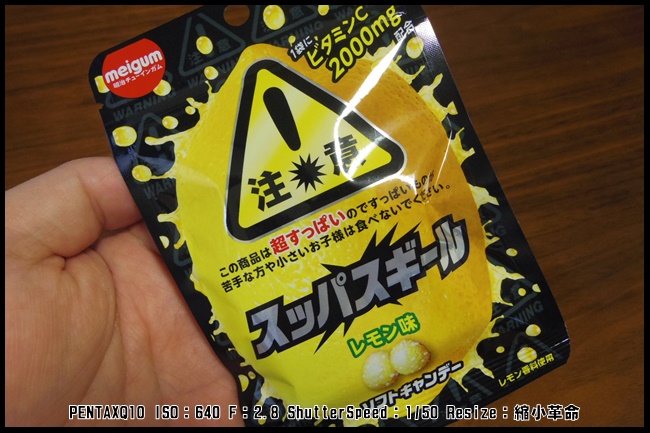 meigum
明治チューインガム
1袋に
ビタミンC
2000mg
配合
WARNING
注意
この商品は超すっぱいのですっぱいものが
苦手な方や小さいお子様は食べないでください。
スッパスギール
レモン味
ソフトキャンデー
レモン香料使用
PENTAXQ10 ISO：640 F：2.8 ShutterSpeed：1/50 Resize：縮小革命